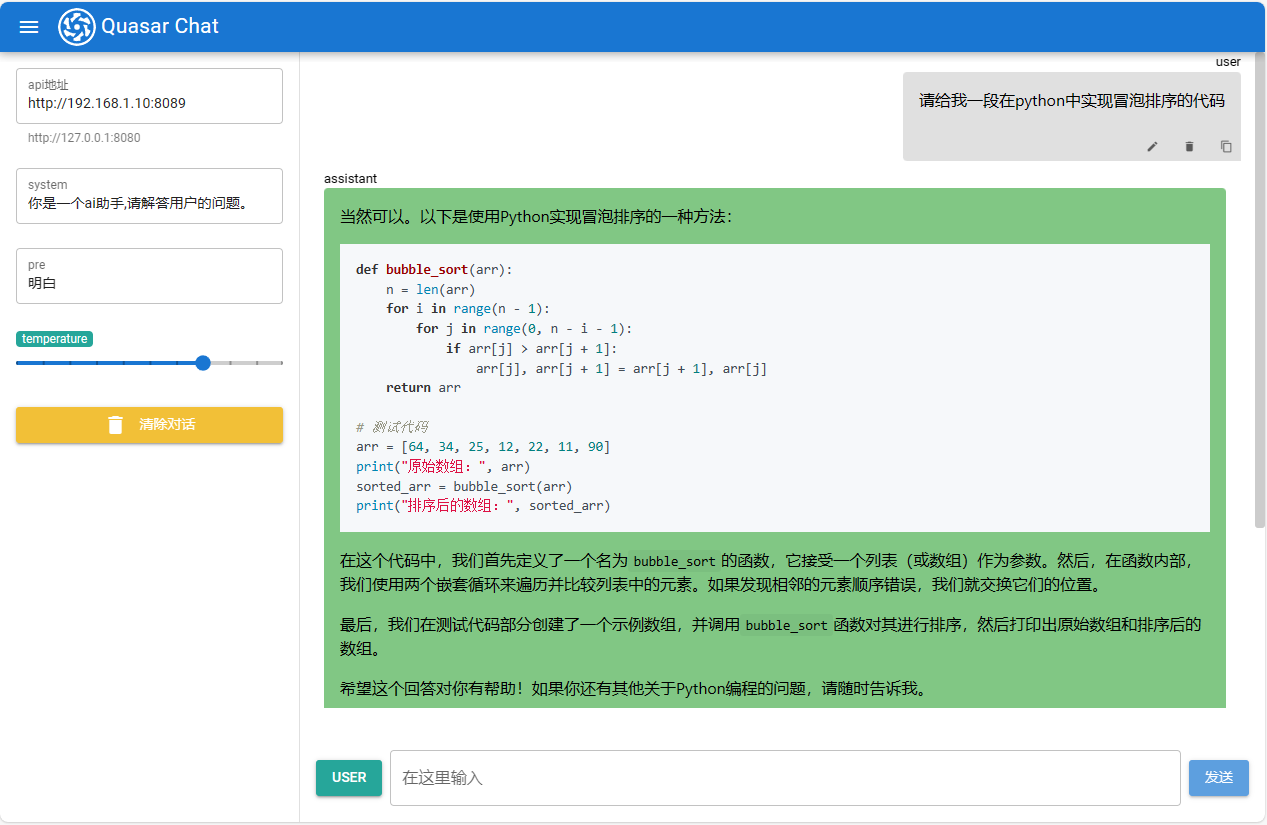 Quasar Chat
api地址
http://192.168.1.10:8089
http://127.0.0.1:8080
system
你是一个ai助手,请解答用户的问题。
pre
明白
temperature
清除对话
user
请给我一段在python中实现冒泡排序的代码
assistant
当然可以。以下是使用Python实现冒泡排序的一种方法：
def bubble_sort(arr):
    n = len(arr)
    for i in range(n - 1):
        for j in range(0, n - i - 1):
            if arr[j] > arr[j + 1]:
                arr[j], arr[j + 1] = arr[j + 1], arr[j]
    return arr
# 测试代码
arr = [64, 34, 25, 12, 22, 11, 90]
print("原始数组：", arr)
sorted_arr = bubble_sort(arr)
print("排序后的数组：", sorted_arr)
在这个代码中，我们首先定义了一个名为 bubble_sort 的函数，它接受一个列表（或数组）作为参数。然后，在函数内部，
我们使用两个嵌套循环来遍历并比较列表中的元素。如果发现相邻的元素顺序错误，我们就交换它们的位置。
最后，我们在测试代码部分创建了一个示例数组，并调用 bubble_sort 函数对其进行排序，然后打印出原始数组和排序后的
数组。
希望这个回答对你有帮助！如果你还有其他关于Python编程的问题，请随时告诉我。
USER
在这里输入
发送